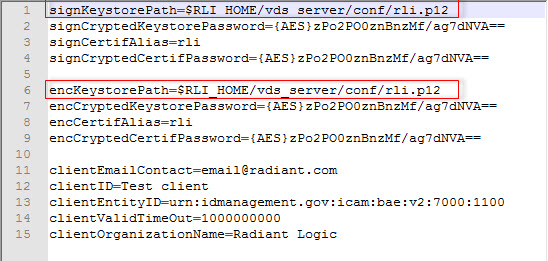 1 signKeystorePath=$RLI_HOME/vds_server/conf/rli.p12
2 signCryptedKeystorePassword={AES}zPo2PO0znBnzMf/ag7dNVA==
3 signCertifAlias=rli
4 signCryptedCertifPassword={AES}zPo2PO0znBnzMf/ag7dNVA==
5
6 encKeystorePath=$RLI_HOME/vds_server/conf/rli.p12
7 encCryptedKeystorePassword={AES}zPo2PO0znBnzMf/ag7dNVA==
8 encCertifAlias=rli
9 encCryptedCertifPassword={AES}zPo2PO0znBnzMf/ag7dNVA==
10
11 clientEmailContact=email@radiant.com
12 clientID=Test client
13 clientEntityID=urn:idmanagement.gov:icam:bae:v2:7000:1100
14 clientValidTimeOut=1000000000
15 clientOrganizationName=Radiant Logic